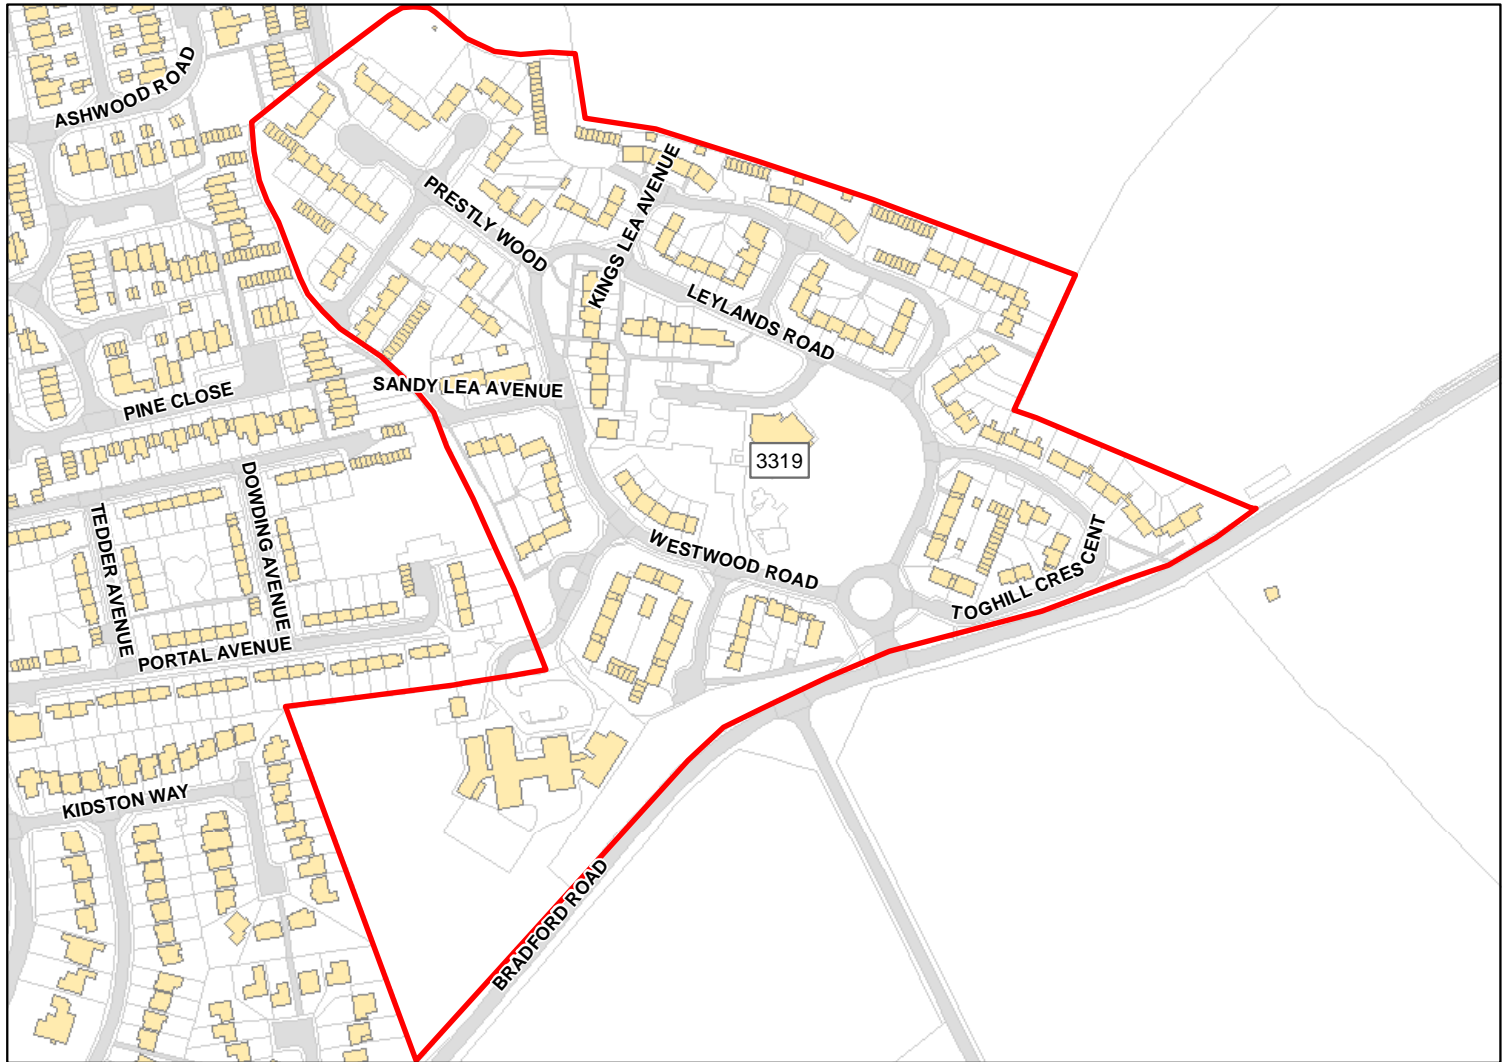 ASHWOOD ROAD
PRESTLY WOOD
KINGS LEA AVENUE
LEYLANDS ROAD
SANDY LEA AVENUE
PINE CLOSE
3319
DOWDING AVENUE
TEDDER AVENUE
WESTWOOD ROAD
TOGHILL CRESCENT
PORTAL AVENUE
KIDSTON WAY
BRADFORD ROAD